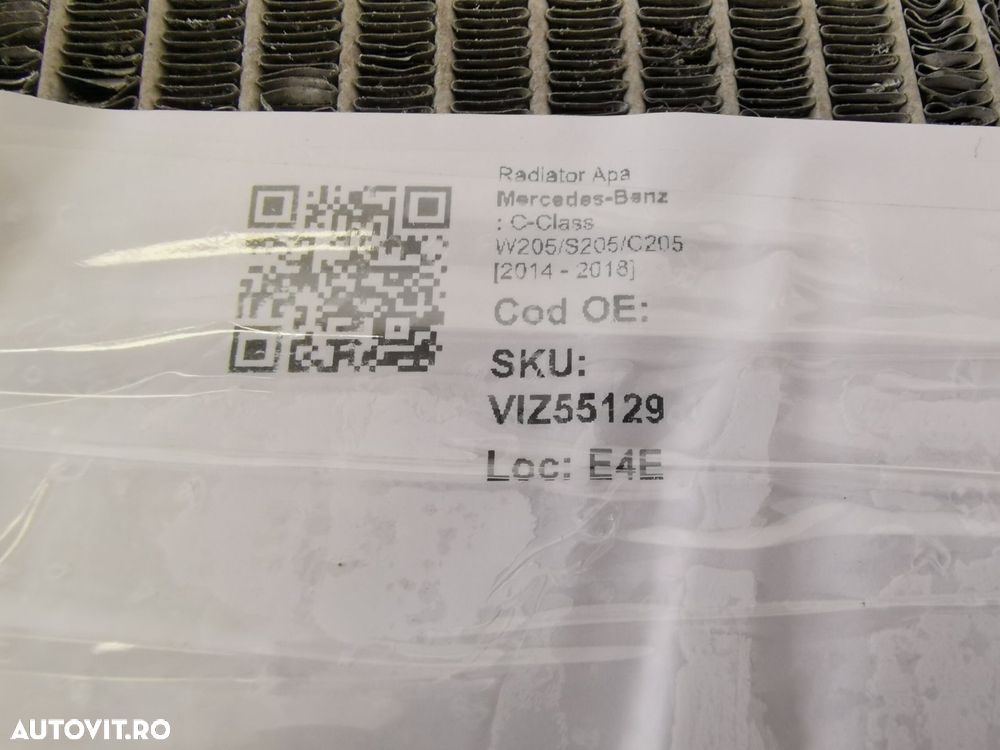 Radiator Apa
Mercedes-Benz
: C-Class
W205/S205/C205
[2014 - 2018]
Cod OE:
SKU:
VIZ55129
Loc: E4E
AUTOVIT.RO